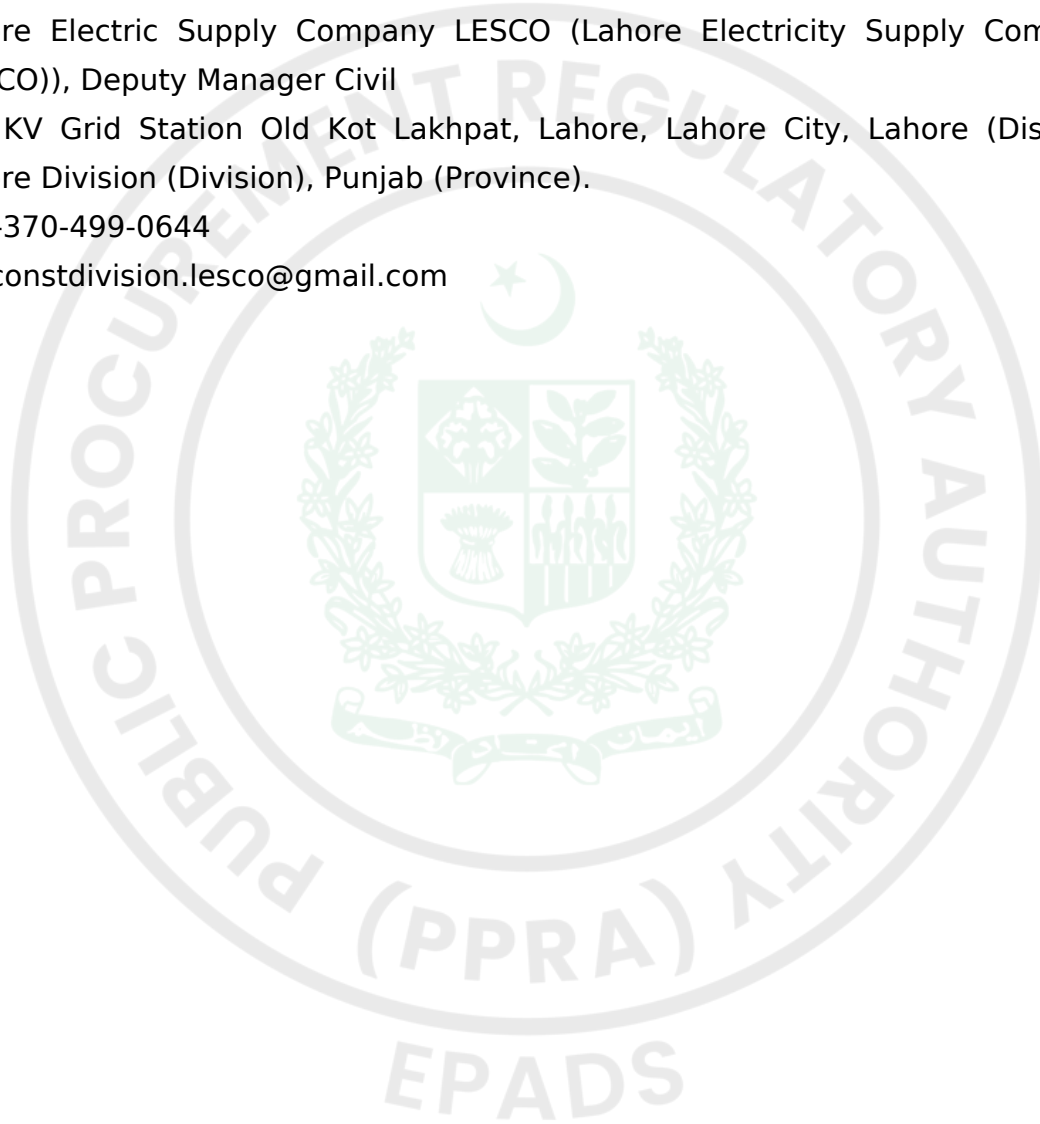 re Electric Supply Company LESCO (Lahore Electricity Supply Com
CO)), Deputy Manager Civil
KV Grid Station Old Kot Lakhpat, Lahore, Lahore City, Lahore (Dis
re Division (Division), Punjab (Province).
-370-499-0644
constdivision.lesco@gmail.com
PUBLIC PROCUREMENT REGULATORY AUTHORITY
(PPRA)
EPADS